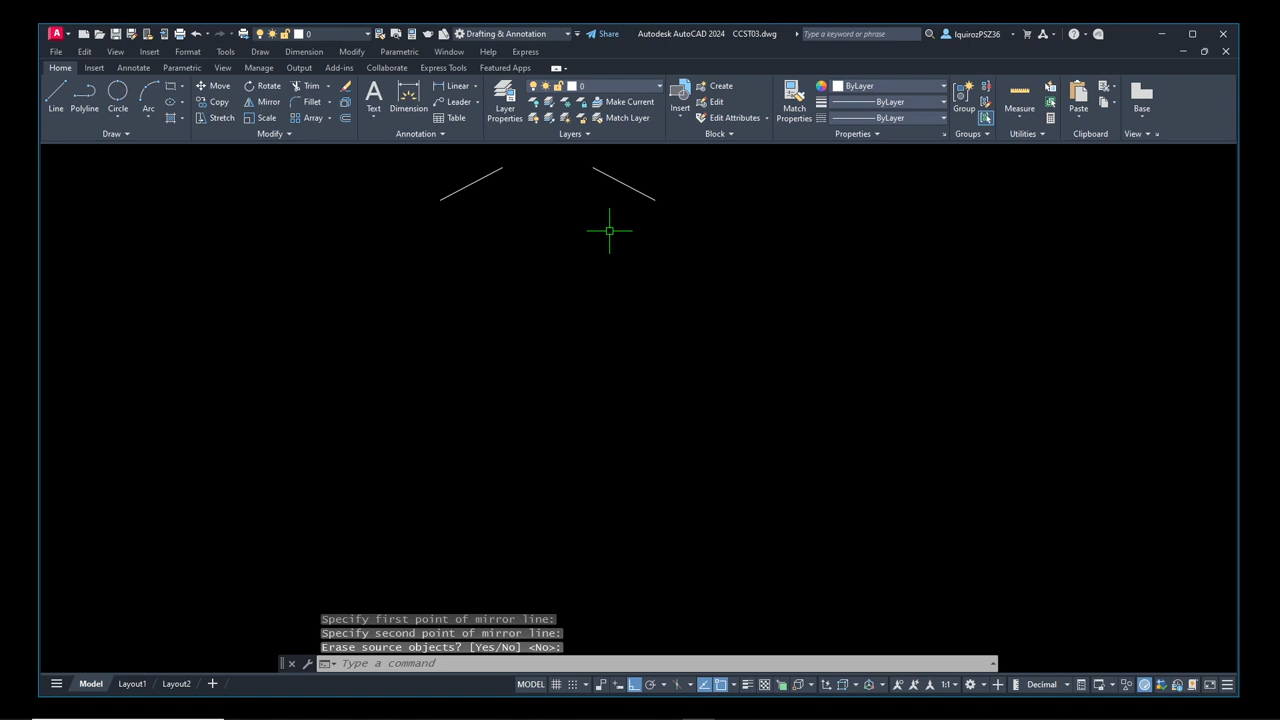 A 0 Drafting & Annotation Share Autodesk AutoCAD 2024 CCST03.dwg Type a keyword or phrase IquirozPSZ36
File Edit View Insert Format Tools Draw Dimension Modify Parametric Window Help Express
Home Insert Annotate Parametric View Manage Output Add-ins Collaborate Express Tools Featured Apps
Move Rotate Trim 0 Create ByLayer
Line Polyline Circle Arc Copy Mirror Fillet Text Dimension Leader Layer Properties Make Current Insert Edit Match Properties ByLayer Group Measure Paste Base
Stretch Scale Array Linear Table Match Layer Edit Attributes ByLayer
Draw Modify Annotation Layers Block Properties Groups Utilities Clipboard View
Specify first point of mirror line:
Specify second point of mirror line:
Erase source objects? [Yes/No] <No>:
Type a command
Model Layout1 Layout2 + MODEL 1:1 Decimal